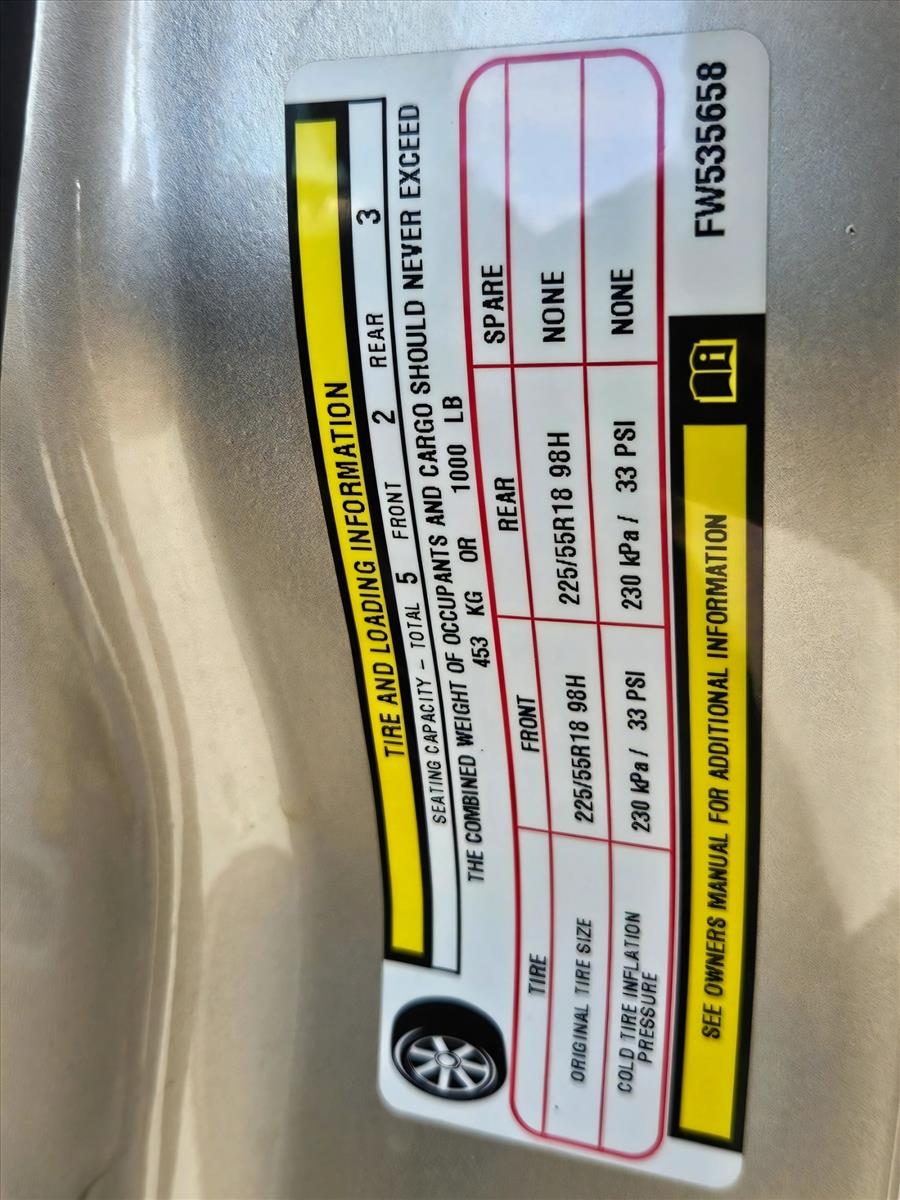 TIRE AND LOADING INFORMATION
SEATING CAPACITY - TOTAL 5 FRONT 2 REAR 3
THE COMBINED WEIGHT OF OCCUPANTS AND CARGO SHOULD NEVER EXCEED
453 KG OR 1000 LB
TIRE FRONT REAR SPARE
ORIGINAL TIRE SIZE 225/55R18 98H 225/55R18 98H NONE
COLD TIRE INFLATION
PRESSURE 230 kPa / 33 PSI 230 kPa / 33 PSI NONE
SEE OWNERS MANUAL FOR ADDITIONAL INFORMATION
FW535658